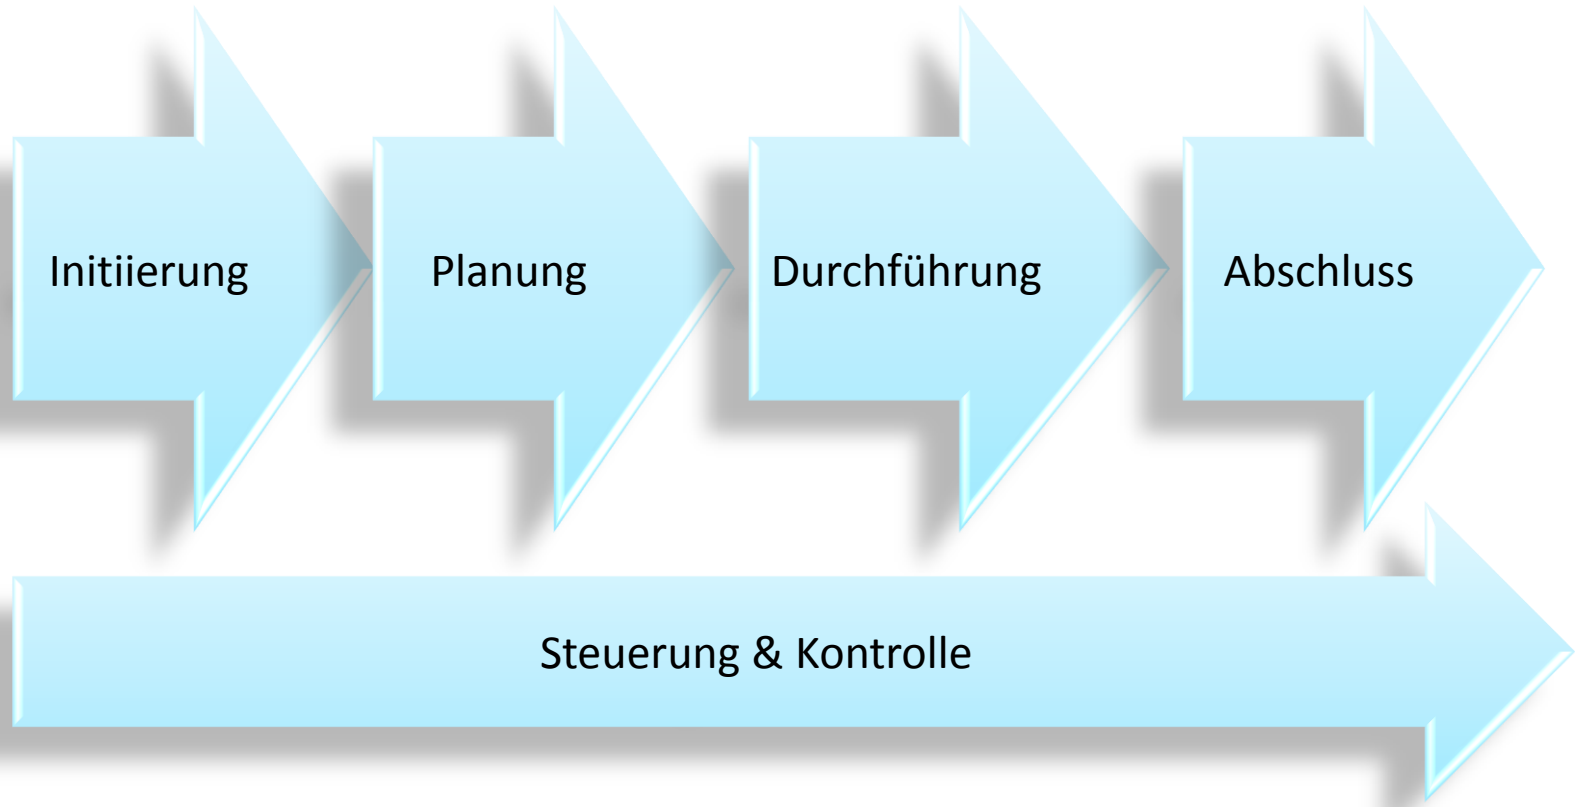 Initiierung
Planung
Durchführung
Abschluss
Steuerung & Kontrolle